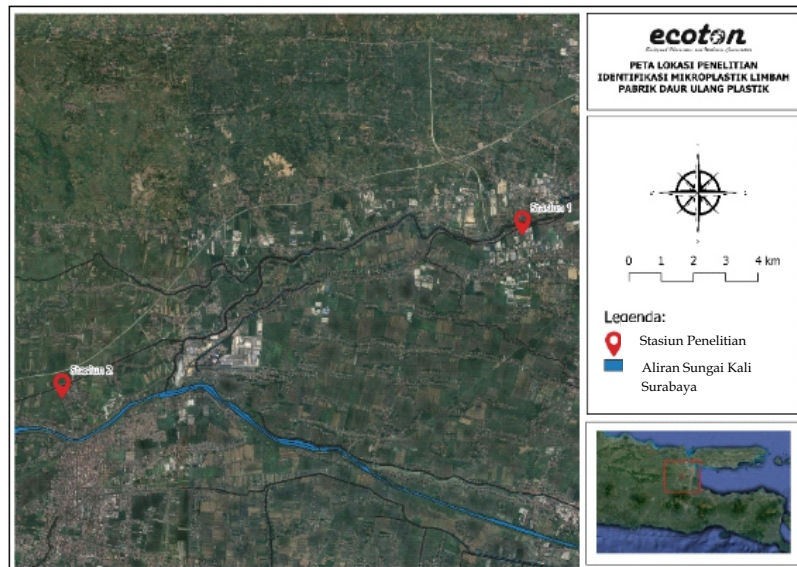 ecoton
PETA LOKASI PENELITIAN
IDENTIFIKASI MIKROPLASTIK LIMBAH
PABRIK DAUR ULANG PLASTIK
Stasiun 1
Stasiun 2
0 1 2 3 4 km
Legenda:
Stasiun Penelitian
Aliran Sungai Kali
Surabaya